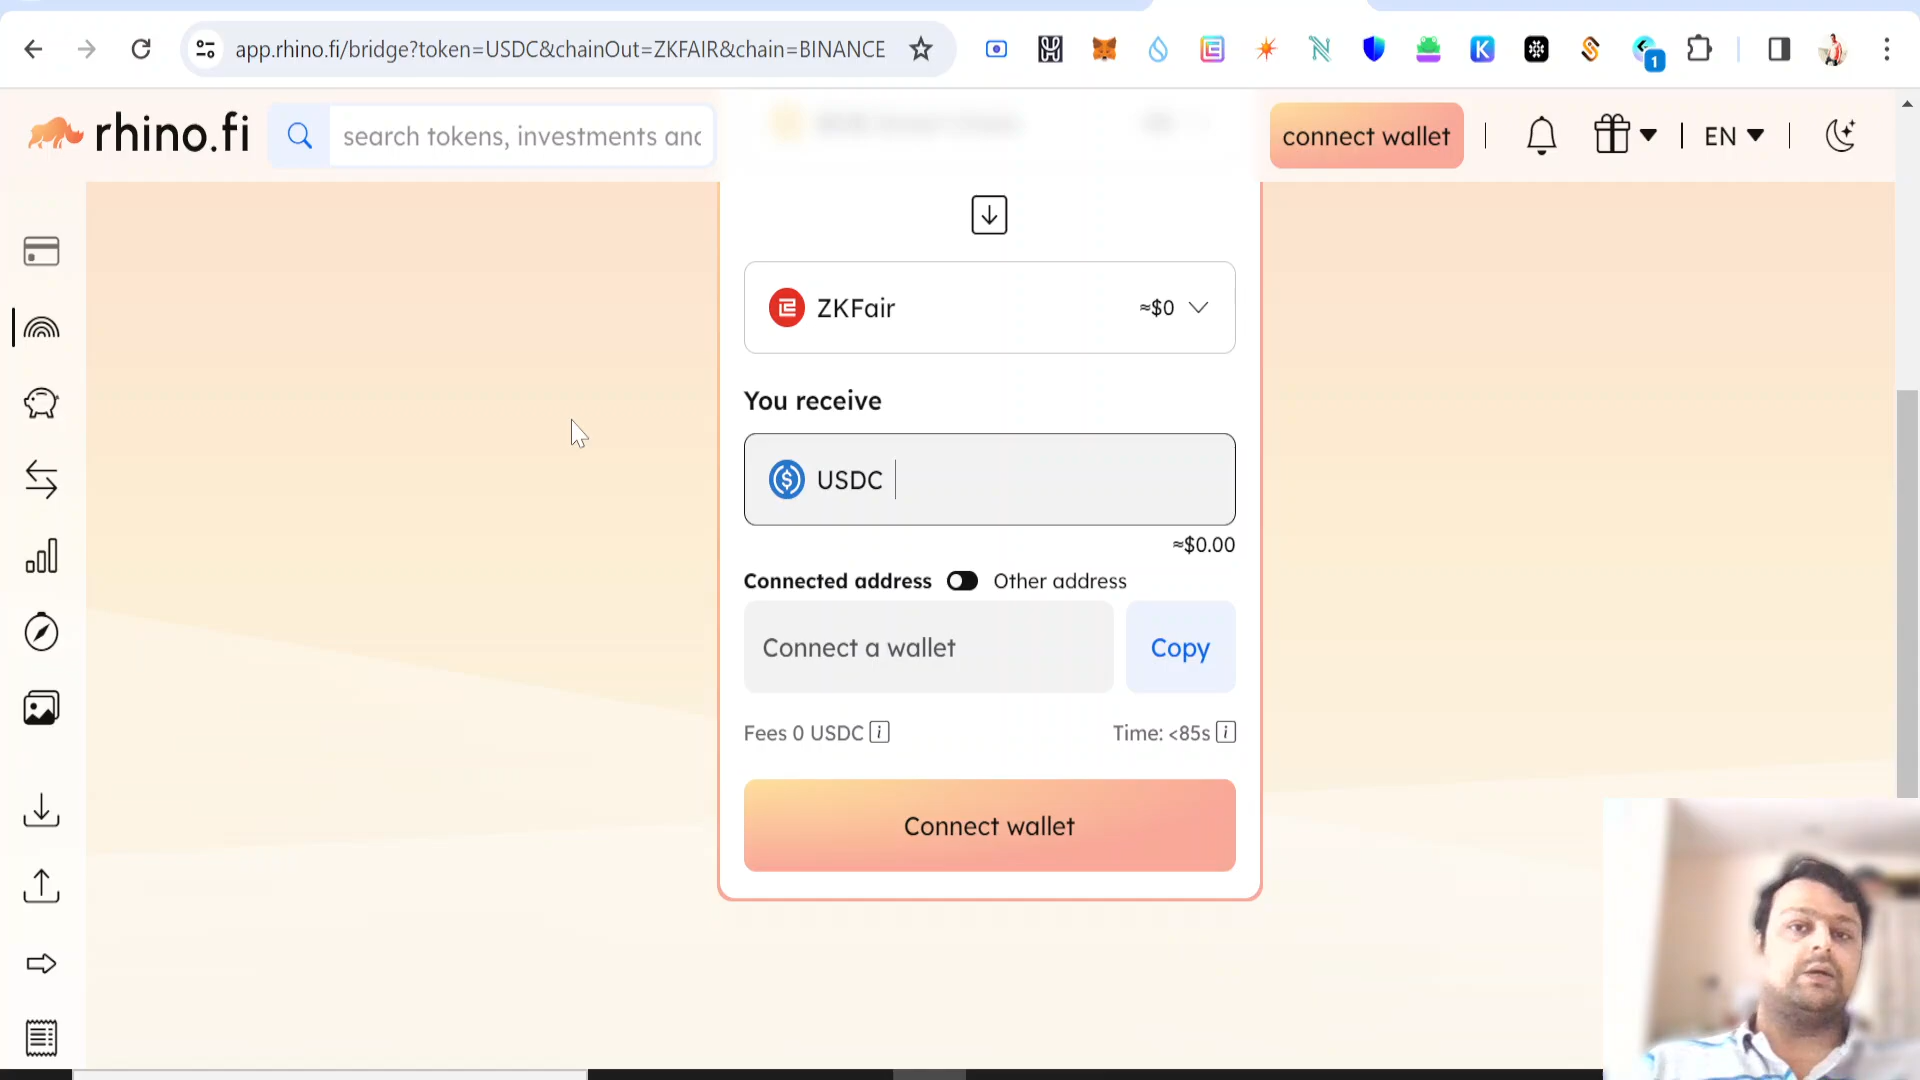 app.rhino.fi/bridge?token=USDC&chainOut=ZKFAIR&chain=BINANCE
1
rhino.fi
search tokens, investments anc
connect wallet
EN
ZKFair
≈$0
You receive
USDC
≈$0.00
Connected address
Other address
Connect a wallet
Copy
Fees 0 USDC
Time: <85s
Connect wallet